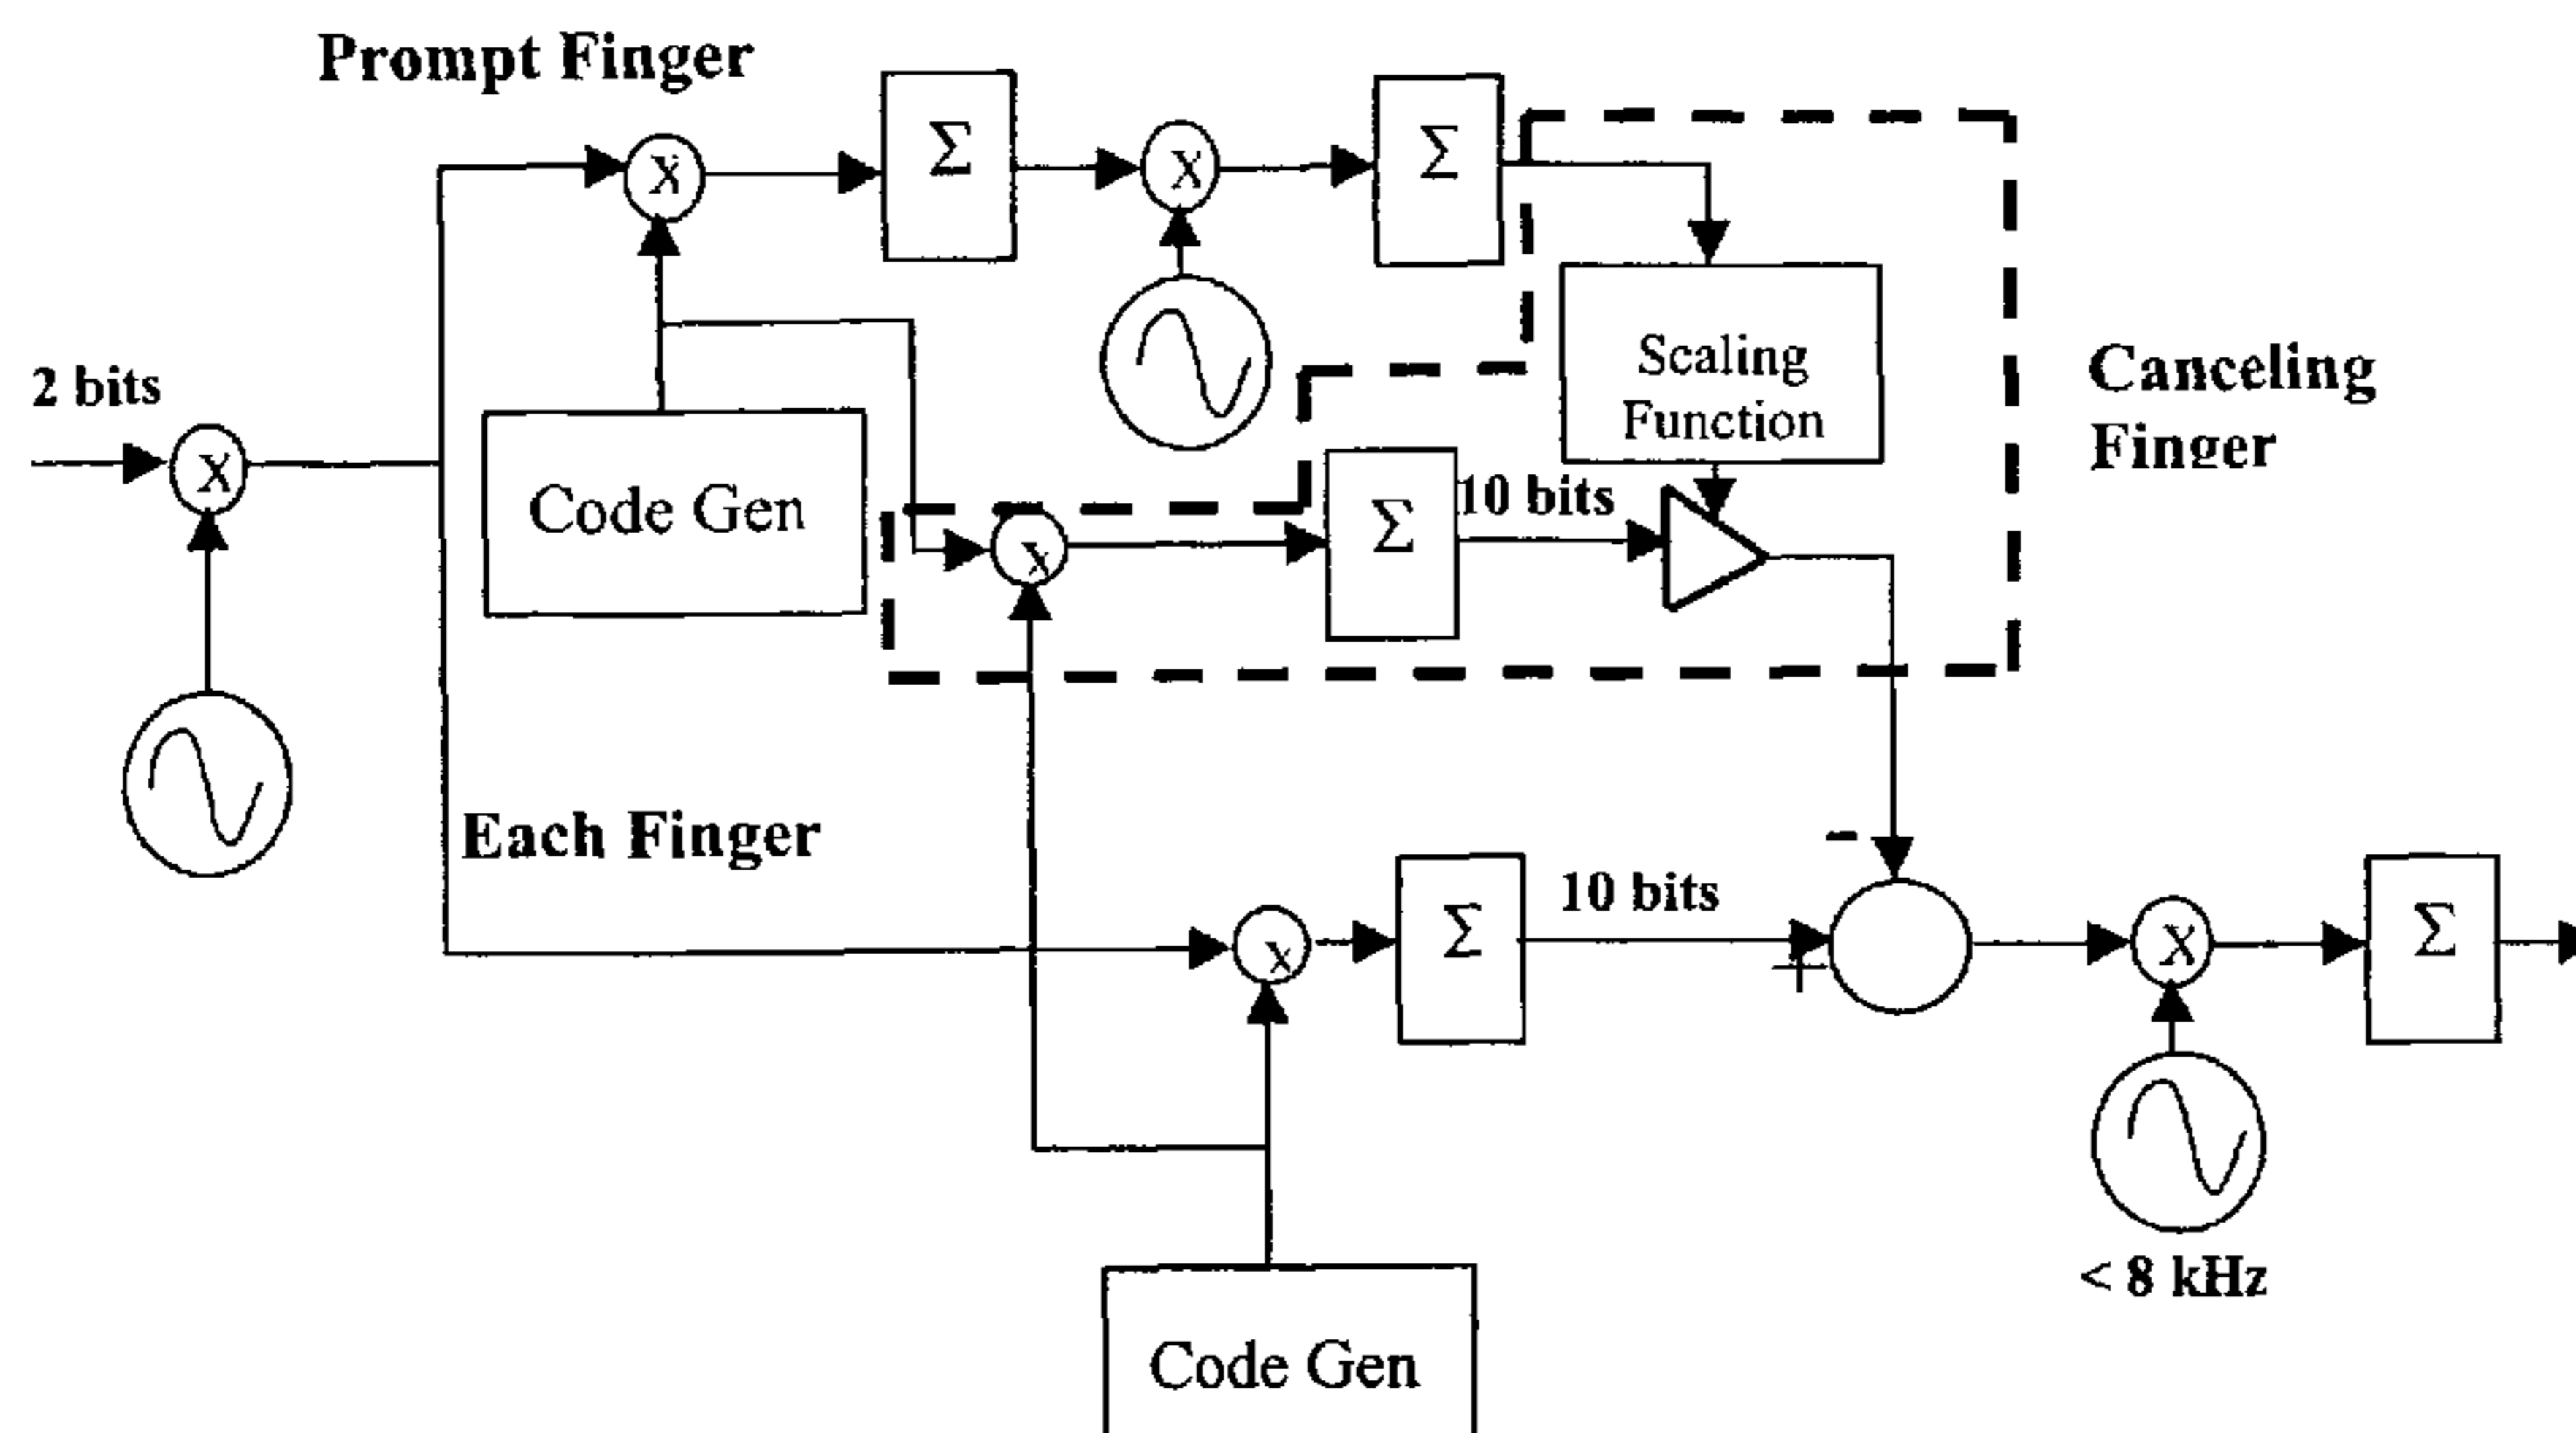 Prompt Finger
Σ
Σ
X
X
2 bits
Scaling
Function
Canceling
Finger
X
Code Gen
10 bits
Σ
x
Each Finger
-
10 bits
Σ
Σ
x
X
+
< 8 kHz
Code Gen